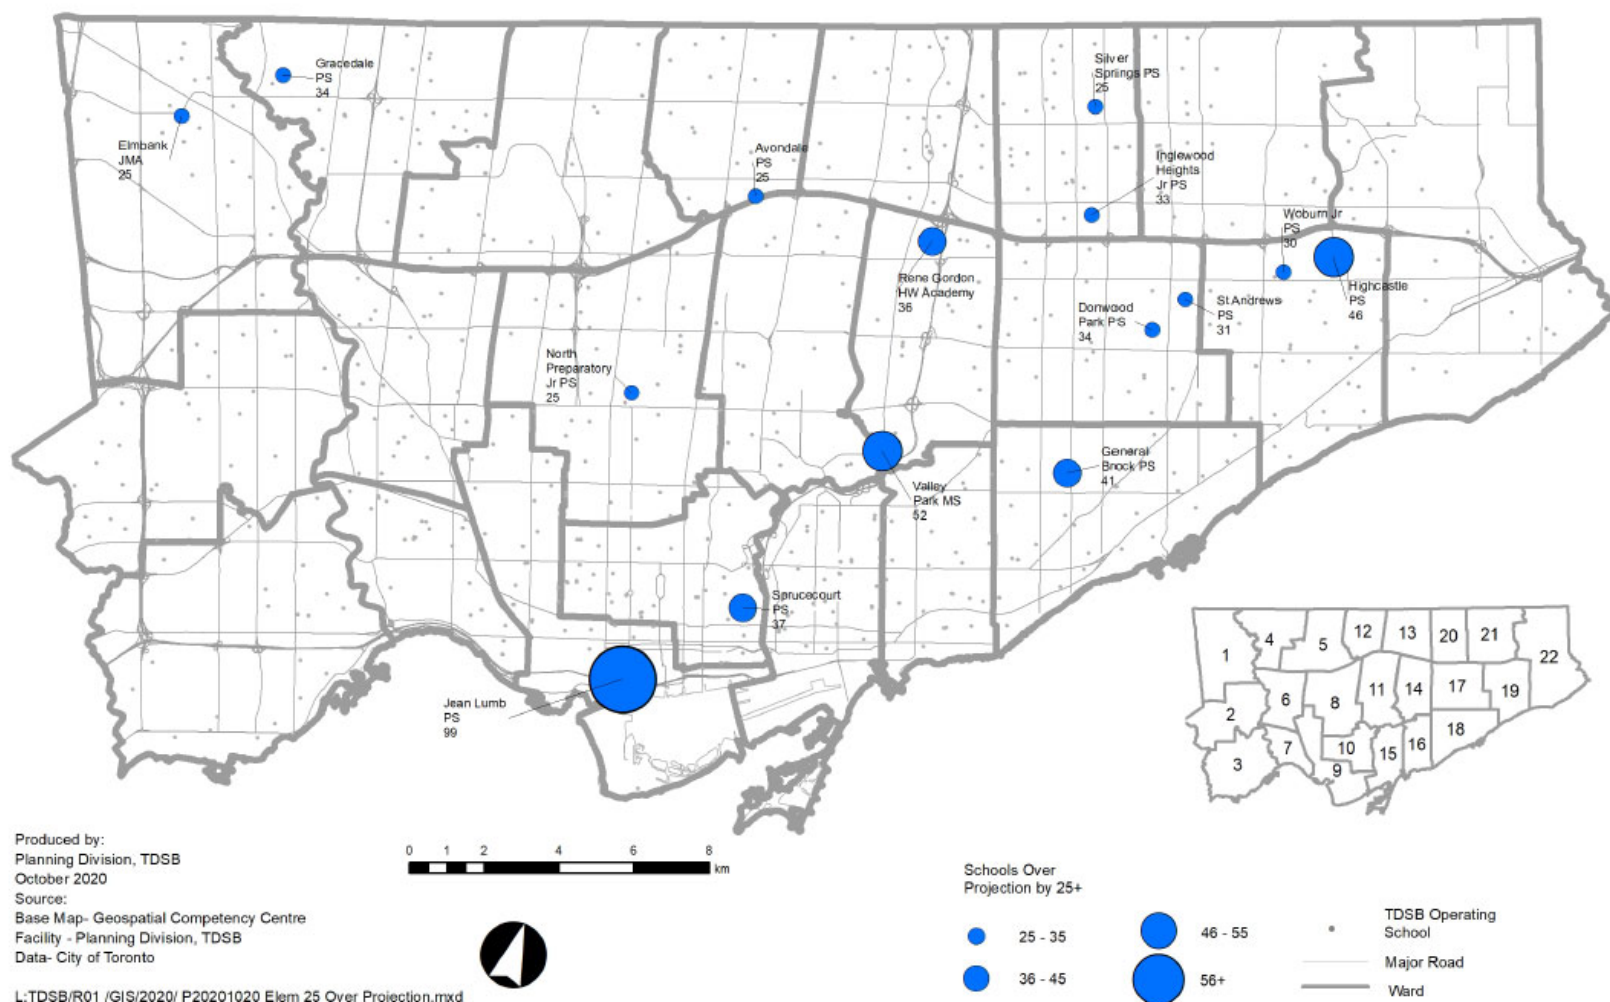 Gracedale
PS
34
Elmbank
JMA
25
Avondale
PS
25
Silver
Springs PS
25
Inglewood
Heights
Jr PS
33
Woburn Jr
PS
30
Rene Gordon
HW Academy
36
Highcastle
PS
46
St Andrews
PS
31
Donwood
Park PS
34
North
Preparatory
Jr PS
25
General
Brock PS
41
Valley
Park MS
52
Sprucecourt
PS
37
Jean Lumb
PS
99
1
4
5
12
13
20
21
22
2
6
8
11
14
17
19
3
7
10
9
15
16
18
Produced by:
Planning Division, TDSB
October 2020
Source:
Base Map- Geospatial Competency Centre
Facility - Planning Division, TDSB
Data- City of Toronto
L:TDSB/R01 /GIS/2020/ P20201020 Elem 25 Over Projection.mxd
0 1 2 4 6 8
km
Schools Over
Projection by 25+
25 - 35
36 - 45
46 - 55
56+
TDSB Operating
School
Major Road
Ward